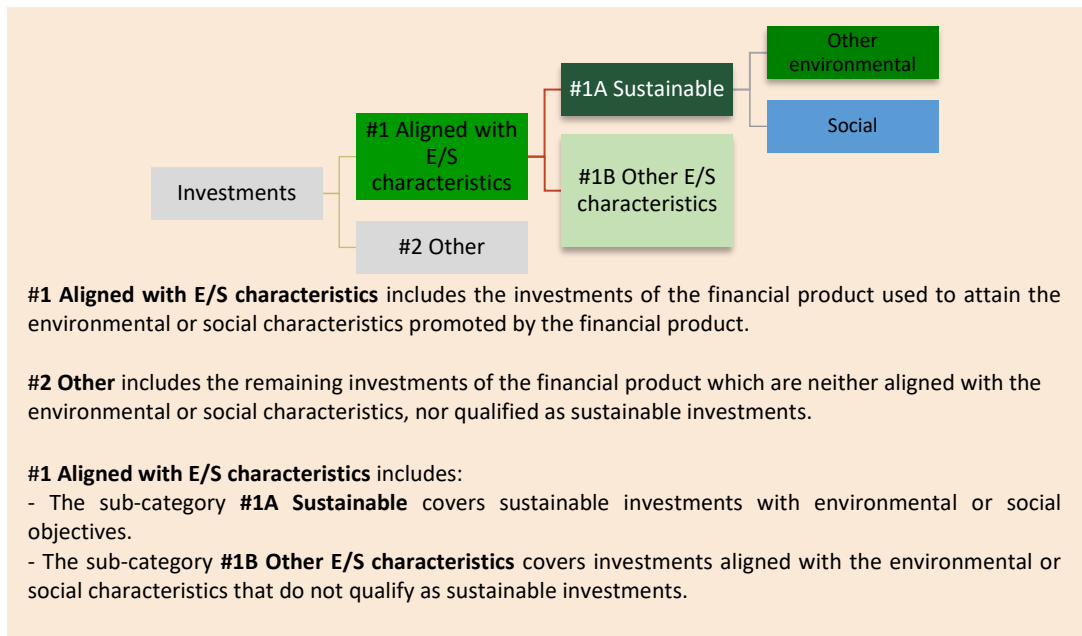 Other
environmental
#1A Sustainable
Social
#1 Aligned with
E/S
characteristics
#1B Other E/S
characteristics
Investments
#2 Other
#1 Aligned with E/S characteristics includes the investments of the financial product used to attain the
environmental or social characteristics promoted by the financial product.
#2 Other includes the remaining investments of the financial product which are neither aligned with the
environmental or social characteristics, nor qualified as sustainable investments.
#1 Aligned with E/S characteristics includes:
- The sub-category #1A Sustainable covers sustainable investments with environmental or social
objectives.
- The sub-category #1B Other E/S characteristics covers investments aligned with the environmental or
social characteristics that do not qualify as sustainable investments.